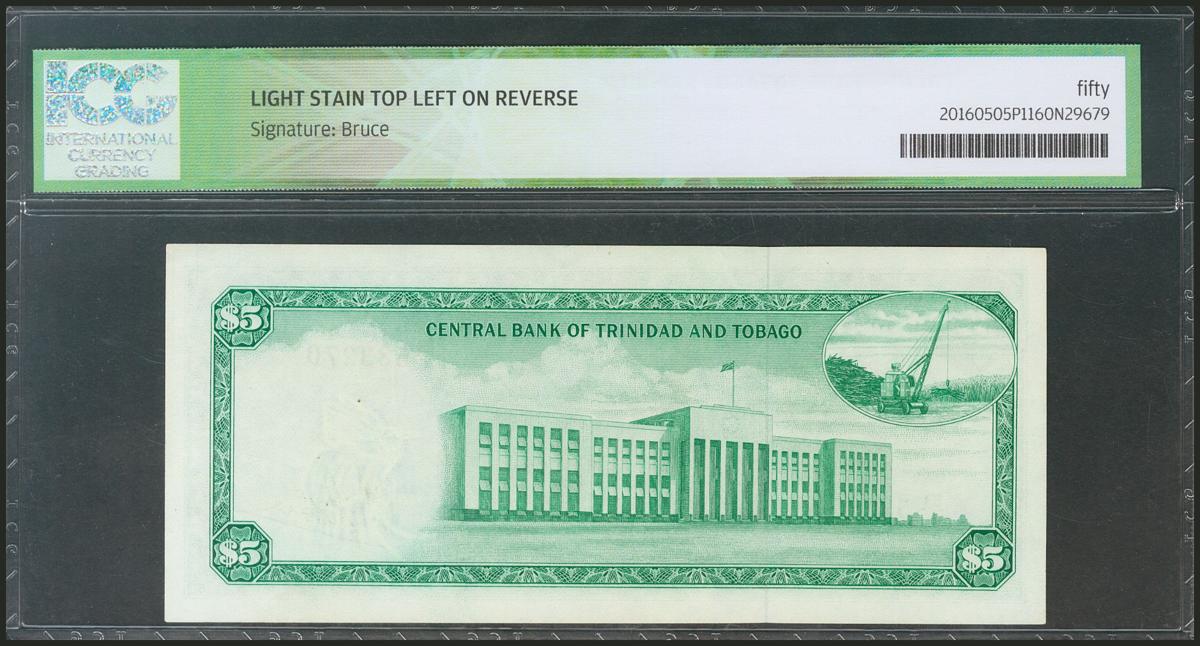 ICG
INTERNATIONAL
CURRENCY
GRADING
LIGHT STAIN TOP LEFT ON REVERSE
Signature: Bruce
fifty
20160505P1160N29679
$5
CENTRAL BANK OF TRINIDAD AND TOBAGO
$5
$5